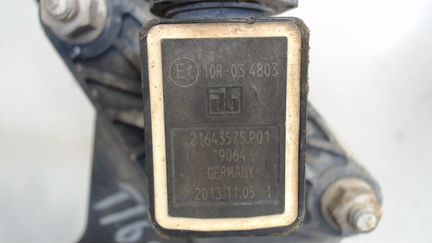 E1 10R-03 4803
21643575.P01
19064
GERMANY
2013.11.05 1